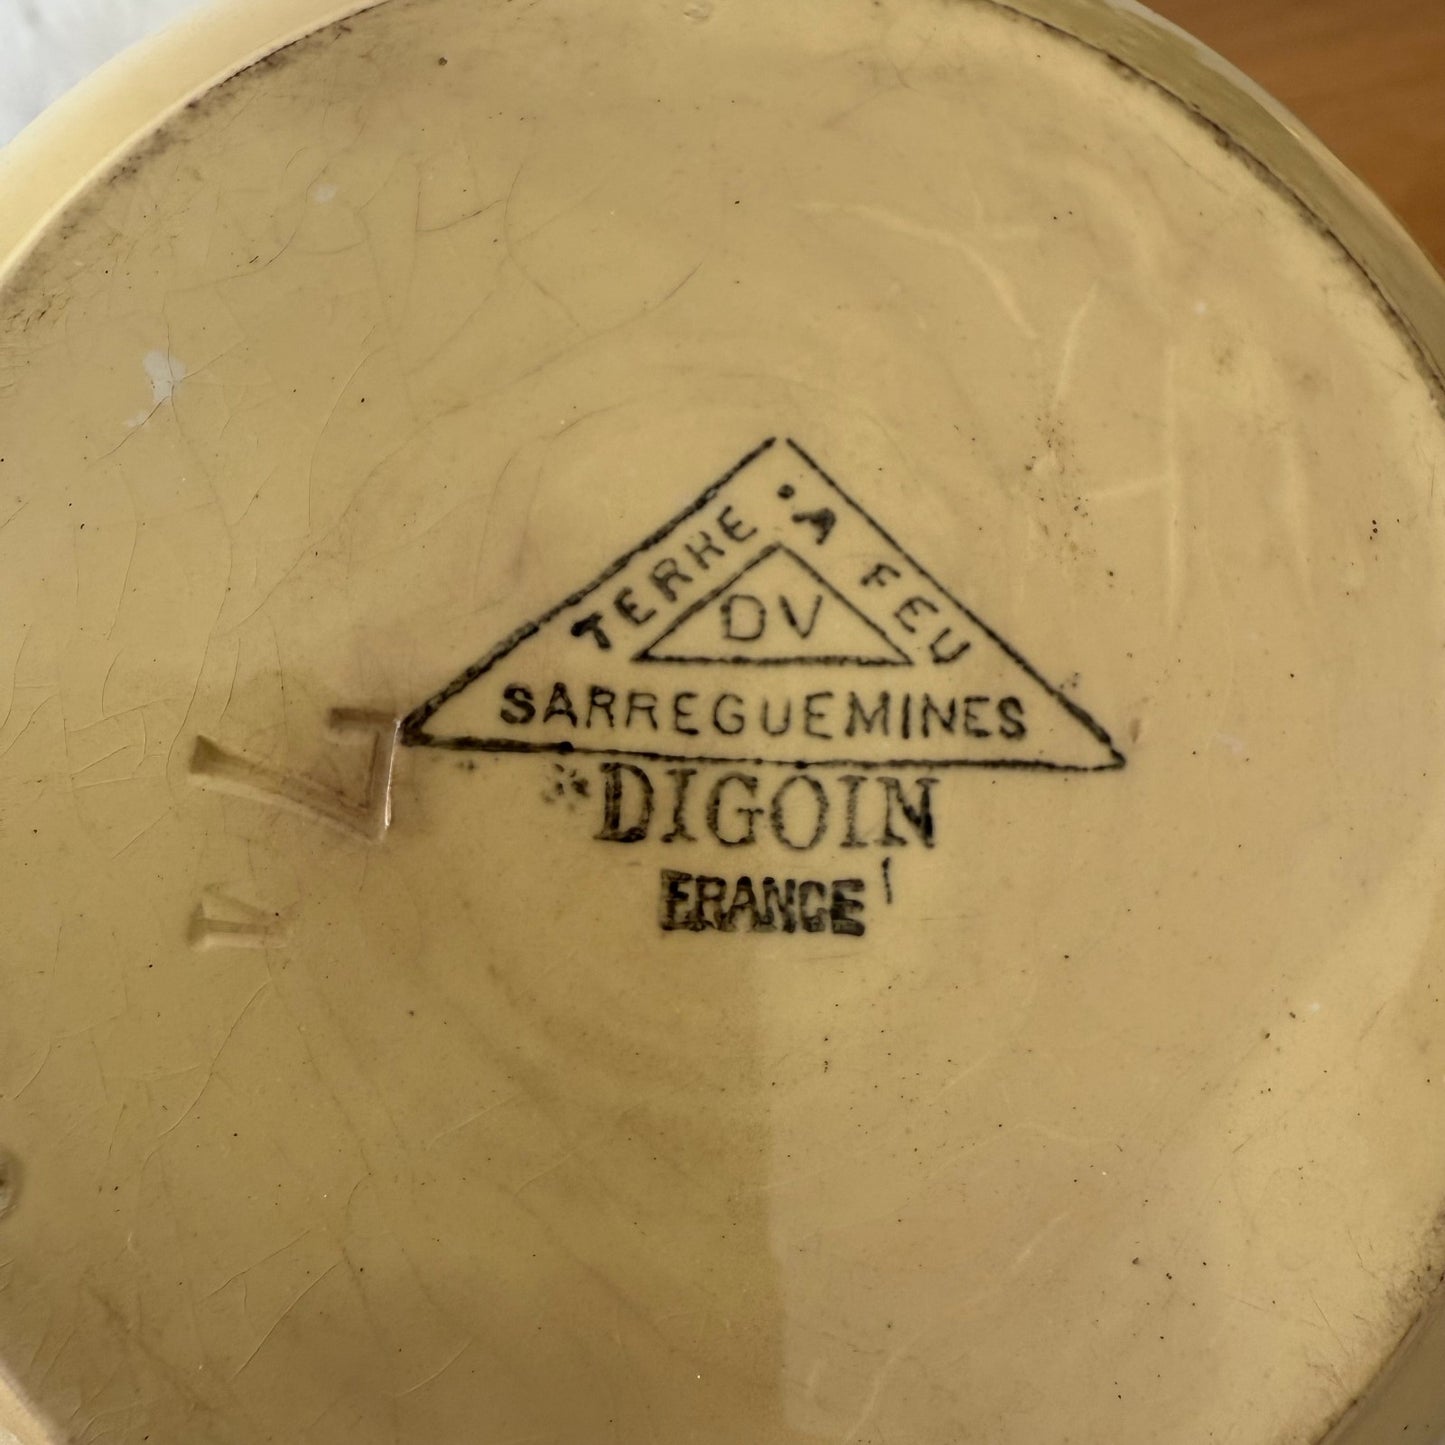 TERRE · A FEU
DV
SARREGUEMINES
DIGOIN
FRANCE